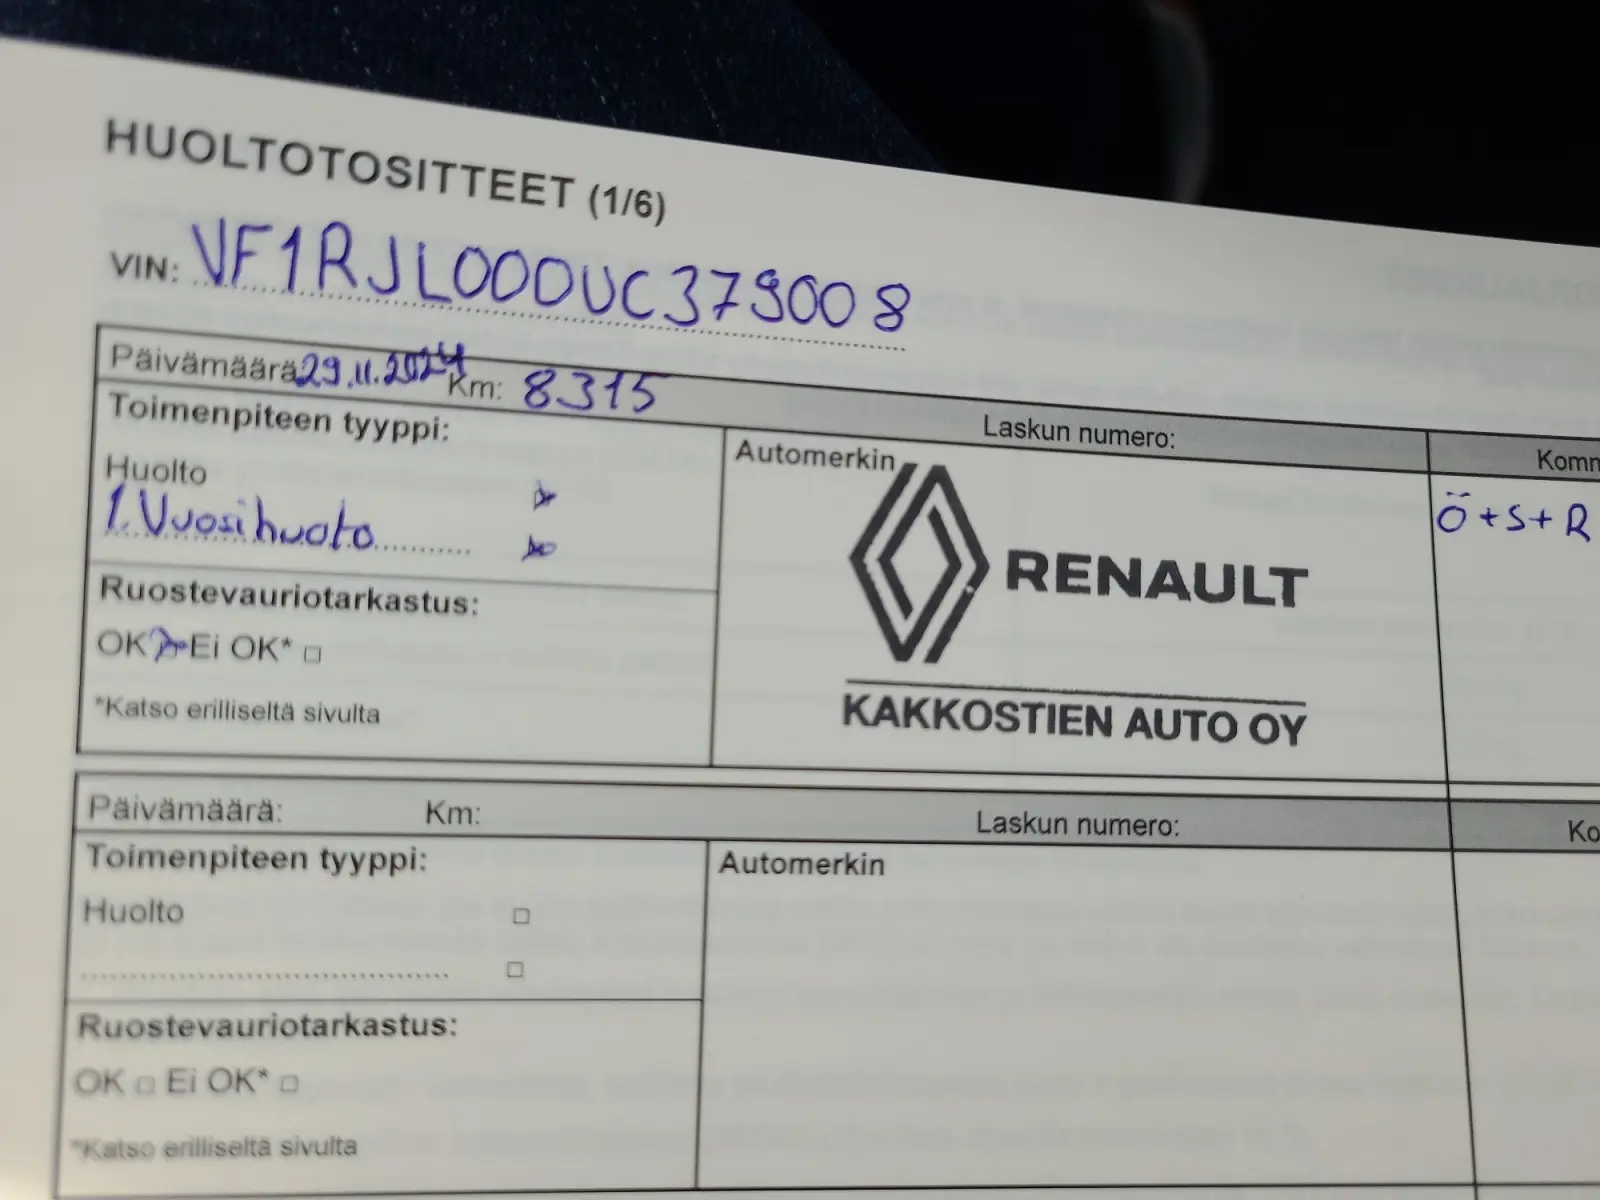 HUOLTOTOSITTEET (1/6)
VIN: VF1RJL000UC379008
Päivämäärä 29.11.2024 Km: 8315 Laskun numero: Komm
Toimenpiteen tyyppi:
Huolto
1. Vuosihuolto
Ruostevauriotarkastus:
OK Ei OK* □
*Katso erilliseltä sivulta
Automerkin
RENAULT
KAKKOSTIEN AUTO OY
Ö+S+R
Päivämäärä: Km: Laskun numero: Ko
Toimenpiteen tyyppi:
Huolto □
□
Ruostevauriotarkastus:
OK □ Ei OK* □
*Katso erilliseltä sivulta
Automerkin